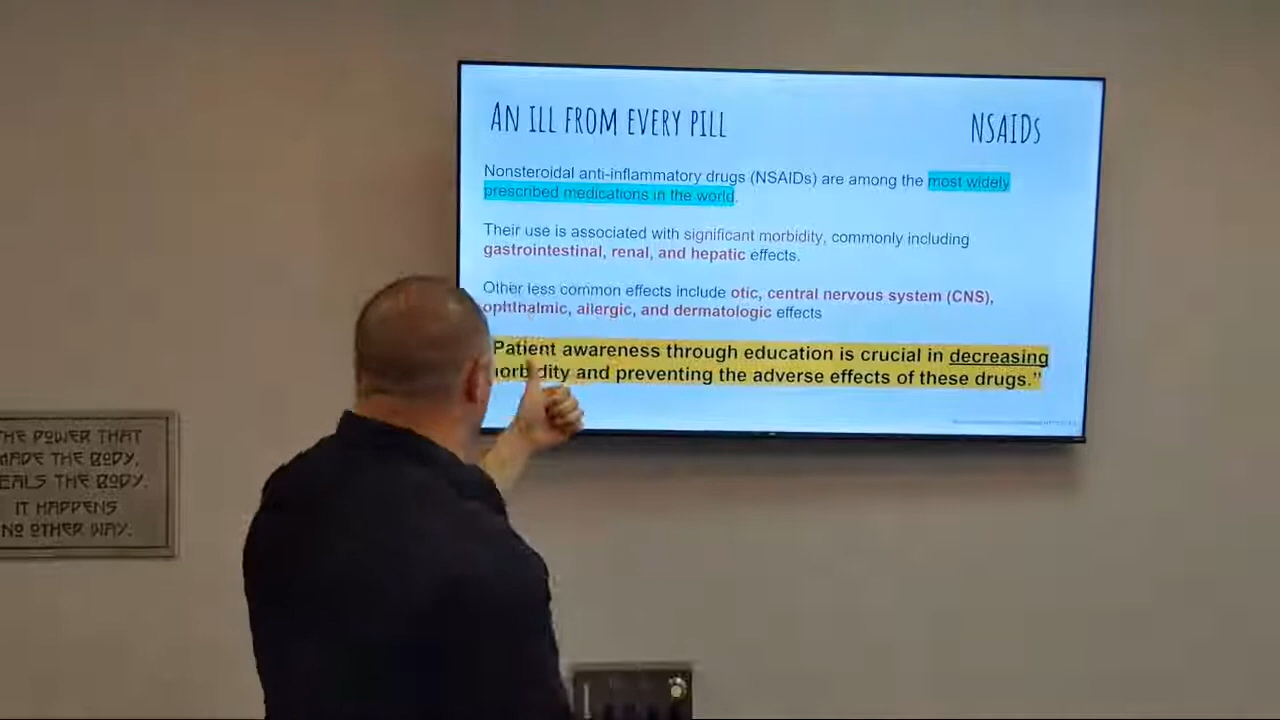 AN ILL FROM EVERY PILL
NSAIDs
Nonsteroidal anti-inflammatory drugs (NSAIDs) are among the most widely
prescribed medications in the world.
Their use is associated with significant morbidity, commonly including
gastrointestinal, renal, and hepatic effects.
Other less common effects include otic, central nervous system (CNS),
ophthalmic, allergic, and dermatologic effects
Patient awareness through education is crucial in decreasing
and preventing the adverse effects of these drugs.”
THE POWER THAT
MADE THE BODY,
EALS THE BODY.
IT HAPPENS
NO OTHER WAY.